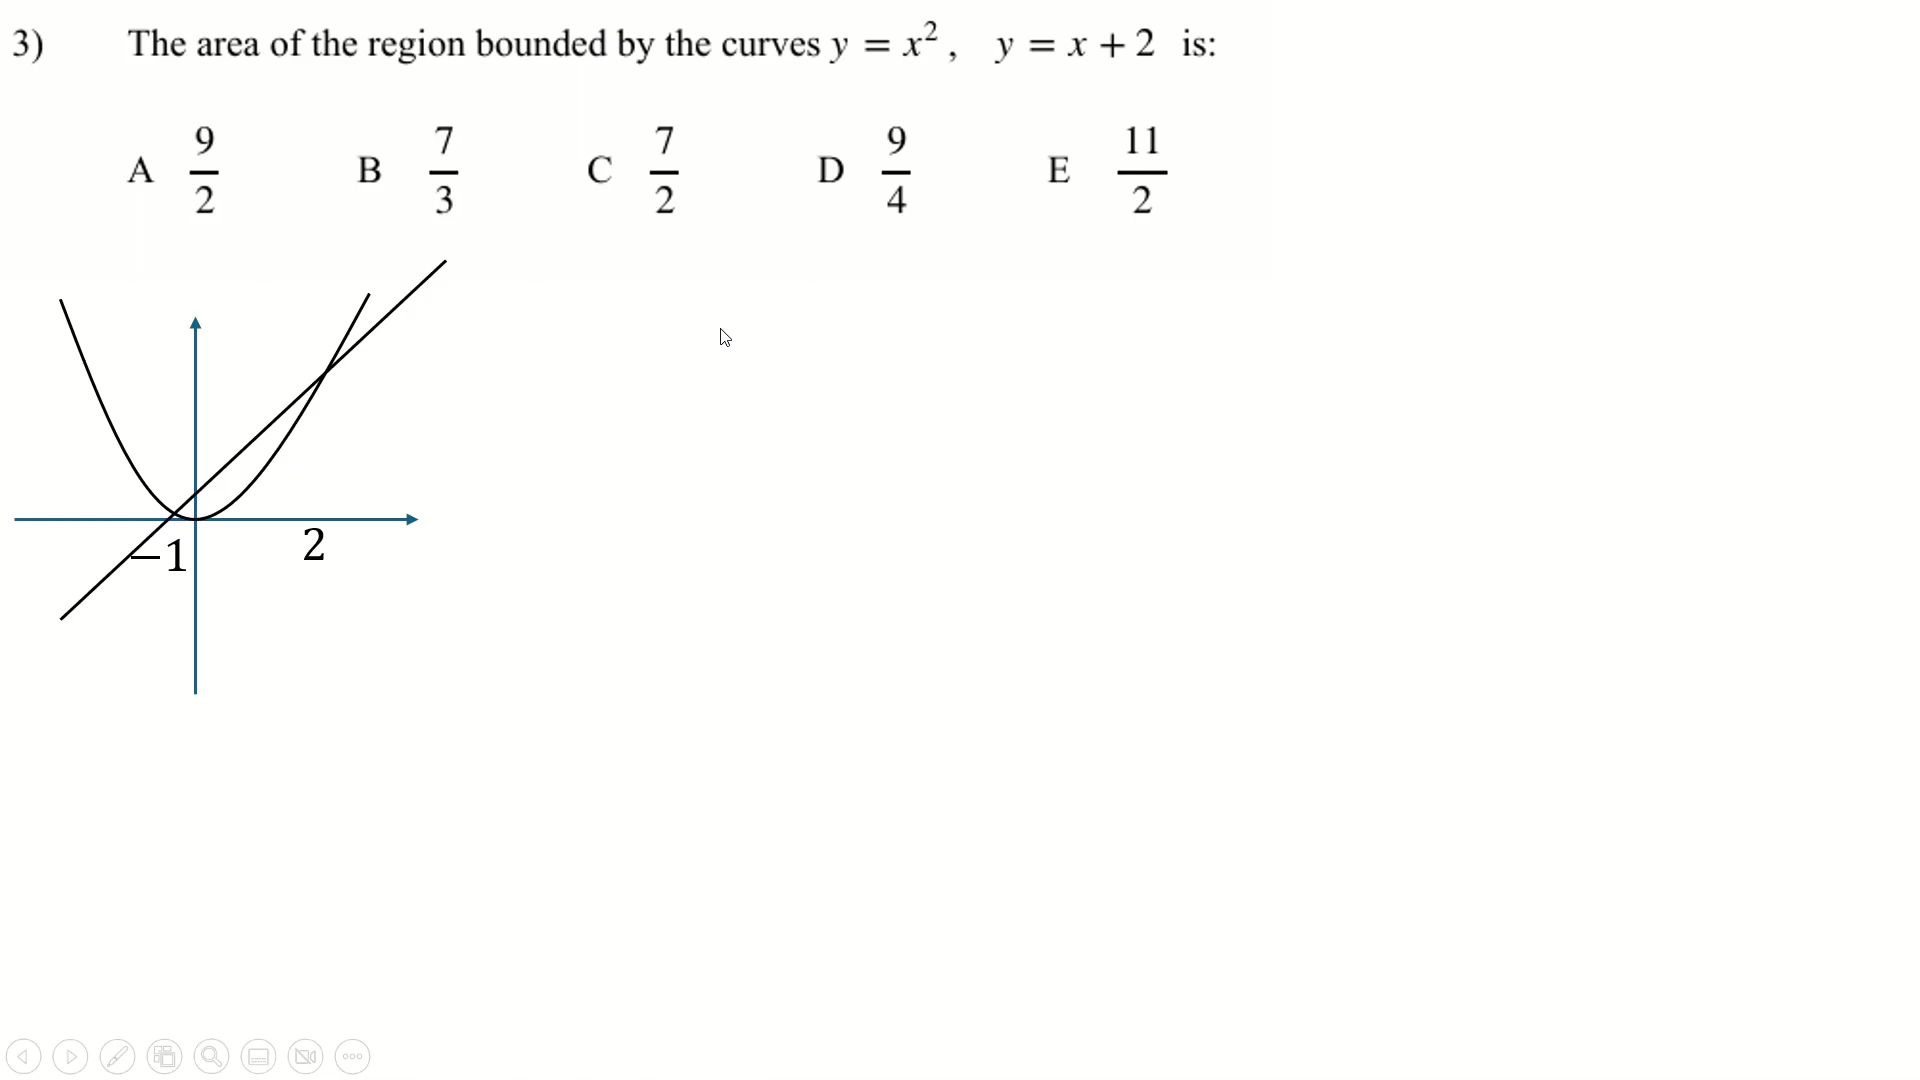 3) The area of the region bounded by the curves y = x², y = x + 2 is:
A 9/2 B 7/3 C 7/2 D 9/4 E 11/2
−1 2